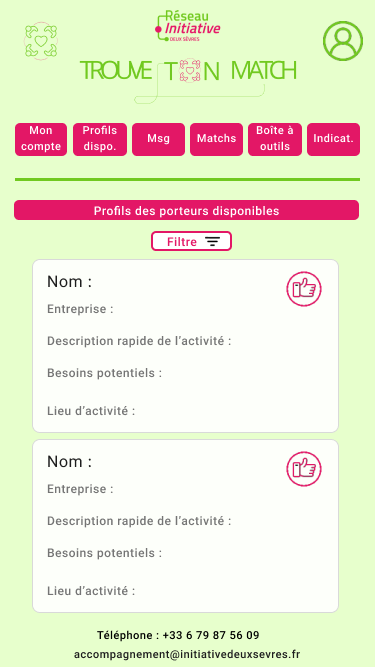 Réseau
Initiative
DEUX SÈVRES
TROUVE TON MATCH
Mon compte
Profils dispo.
Msg
Matchs
Boîte à outils
Indicat.
Profils des porteurs disponibles
Filtre
Nom :
Entreprise :
Description rapide de l'activité :
Besoins potentiels :
Lieu d'activité :
Nom :
Entreprise :
Description rapide de l'activité :
Besoins potentiels :
Lieu d'activité :
Téléphone : +33 6 79 87 56 09
accompagnement@initiativedeuxsevres.fr